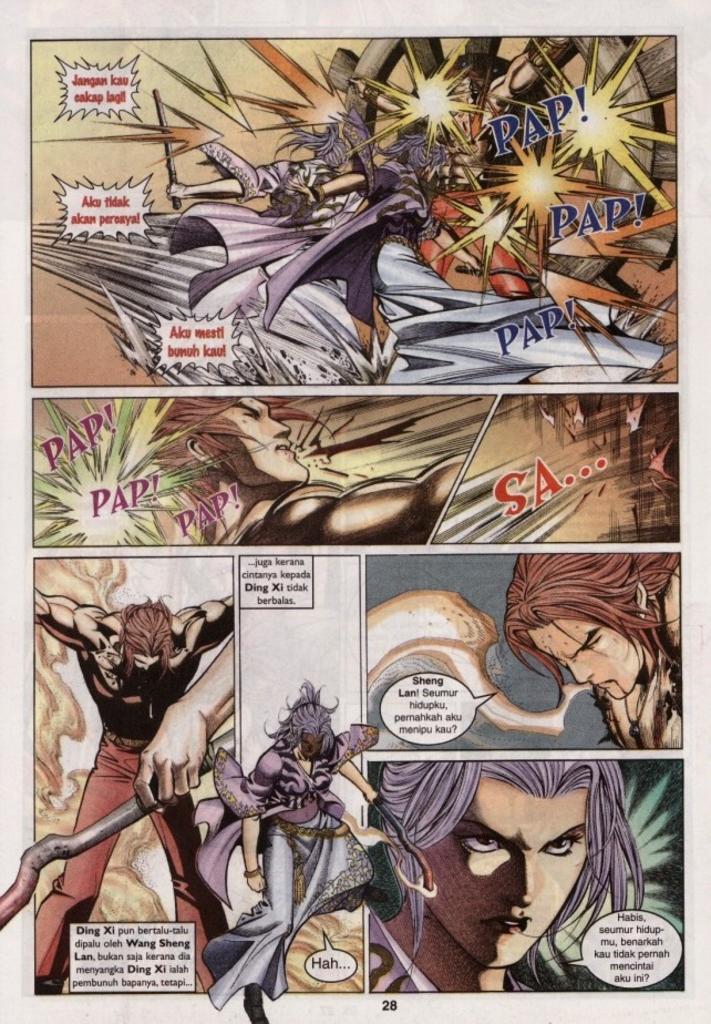 Jangan kau
cakap lagi!
Aku tidak
akan percaya!
Aku mesti
bunuh kau!
PAP!
PAP!
PAP!
PAP!
PAP!
PAP!
SA...
Ding Xi pun bertalu-talu
dipalu oleh Wang Sheng
Lan, bukan saja kerana dia
menyangka Ding Xi ialah
pembunuh bapanya, tetapi...
...juga kerana
cintanya kepada
Ding Xi tidak
berbalas.
Hah...
Sheng
Lan! Seumur
hidupku,
pernahkah aku
menipu kau?
Habis,
seumur hidup-
mu, benarkah
kau tidak pernah
mencintai
aku ini?
28